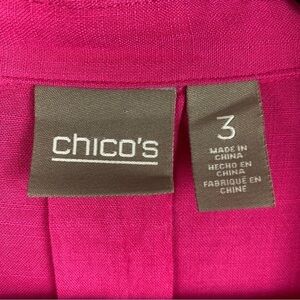 chico's
3
MADE IN
CHINA
HECHO EN
CHINA
FABRIQUÉ EN
CHINE